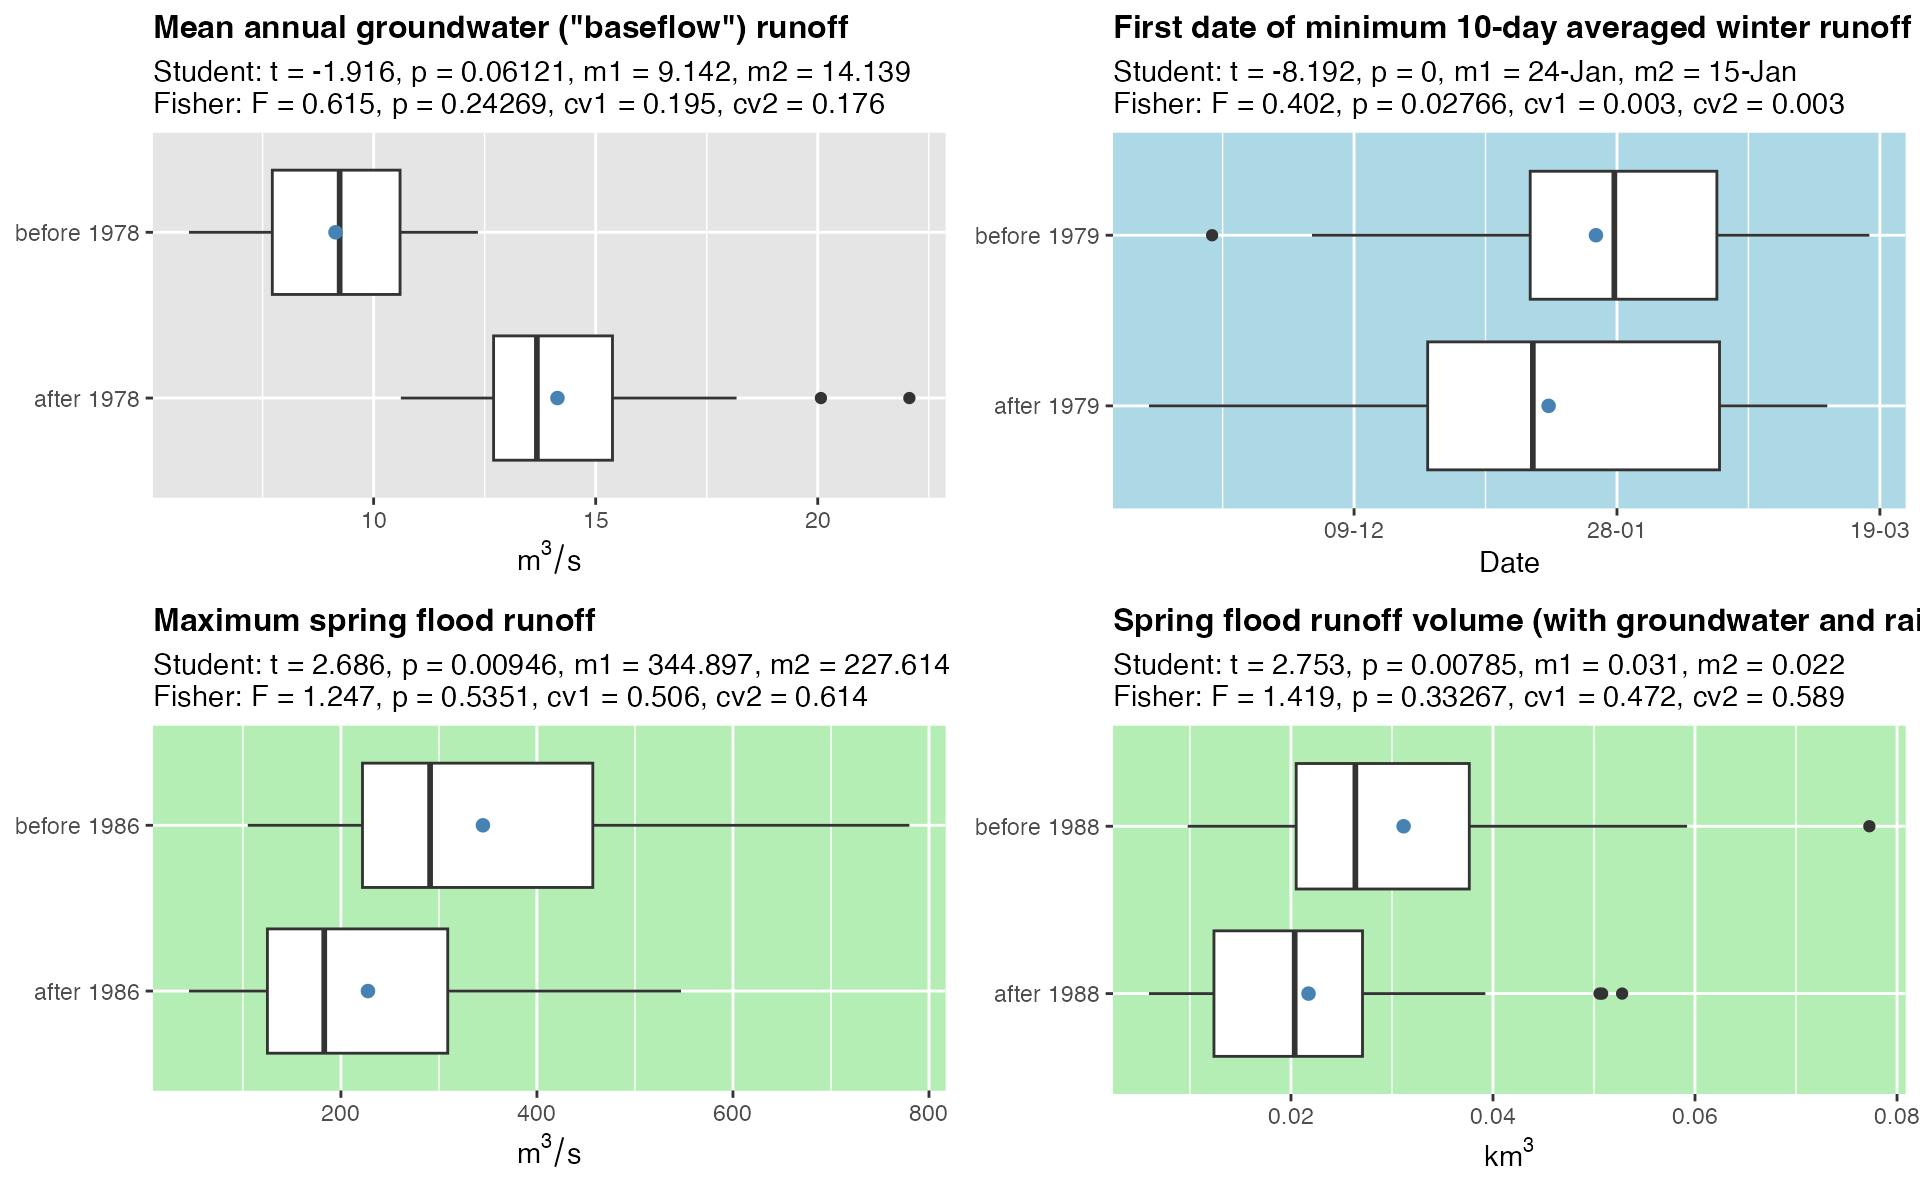 Mean annual groundwater ("baseflow") runoff
Student: t = -1.916, p = 0.06121, m1 = 9.142, m2 = 14.139
Fisher: F = 0.615, p = 0.24269, cv1 = 0.195, cv2 = 0.176
before 1978
after 1978
10 15 20
m³/s
First date of minimum 10-day averaged winter runoff
Student: t = -8.192, p = 0, m1 = 24-Jan, m2 = 15-Jan
Fisher: F = 0.402, p = 0.02766, cv1 = 0.003, cv2 = 0.003
before 1979
after 1979
09-12 28-01 19-03
Date
Maximum spring flood runoff
Student: t = 2.686, p = 0.00946, m1 = 344.897, m2 = 227.614
Fisher: F = 1.247, p = 0.5351, cv1 = 0.506, cv2 = 0.614
before 1986
after 1986
200 400 600 800
m³/s
Spring flood runoff volume (with groundwater and rai
Student: t = 2.753, p = 0.00785, m1 = 0.031, m2 = 0.022
Fisher: F = 1.419, p = 0.33267, cv1 = 0.472, cv2 = 0.589
before 1988
after 1988
0.02 0.04 0.06 0.08
km³